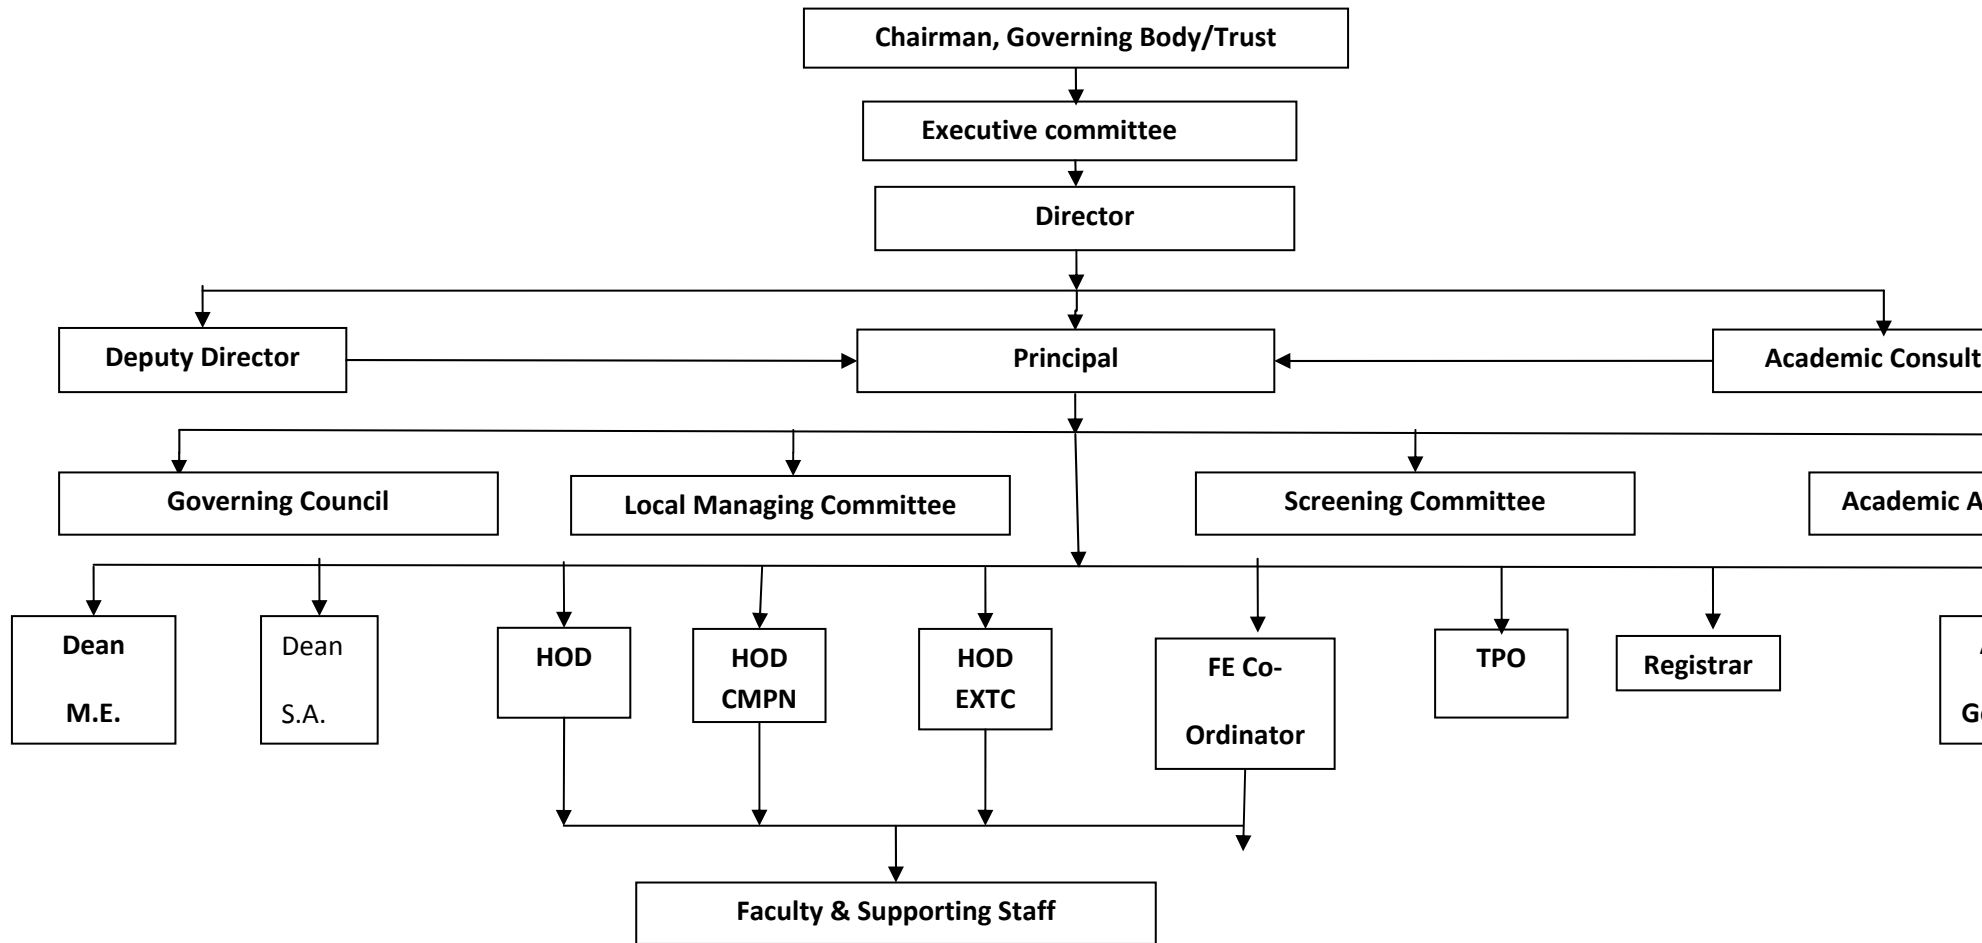 Chairman, Governing Body/Trust
Executive committee
Director
Deputy Director
Principal
Academic Consult
Governing Council
Local Managing Committee
Screening Committee
Academic A
Dean
M.E.
Dean
S.A.
HOD
HOD
CMPN
HOD
EXTC
FE Co-
Ordinator
TPO
Registrar
Faculty & Supporting Staff